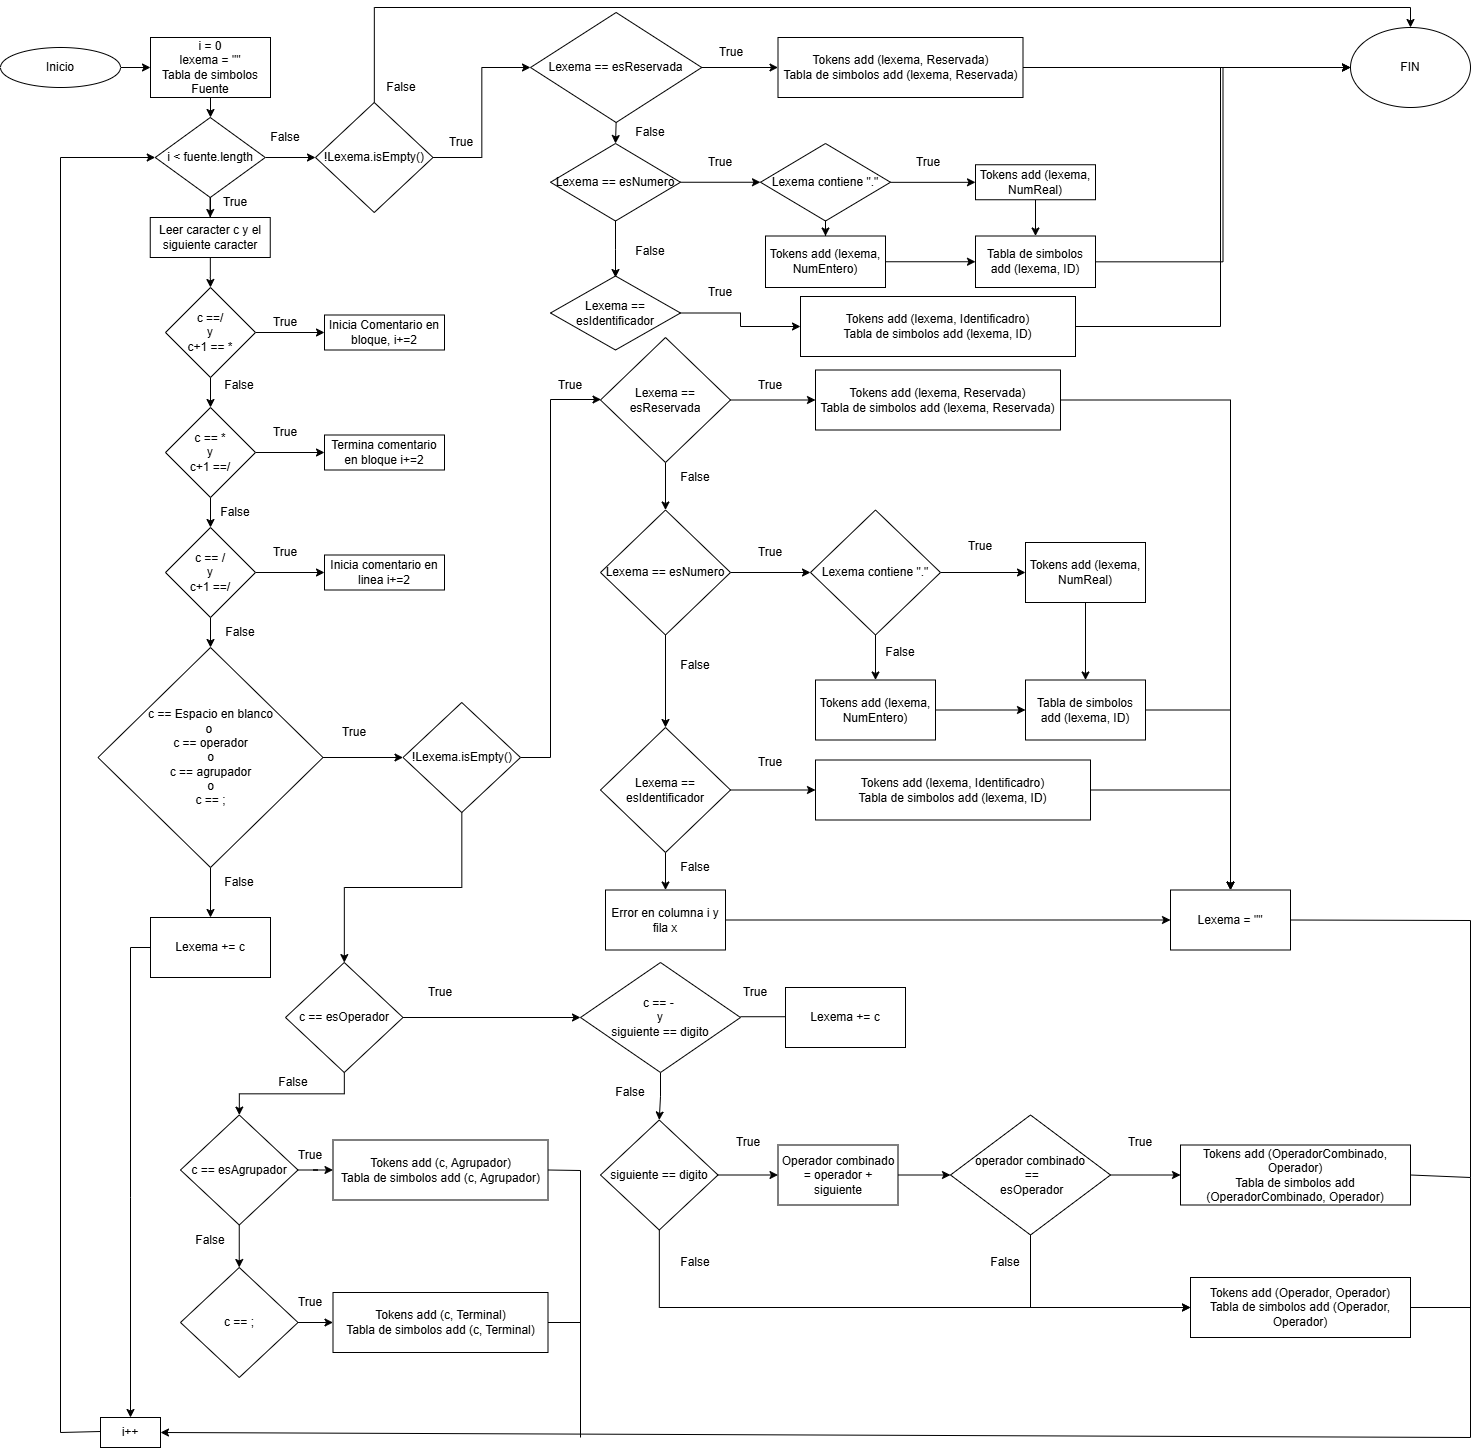 Inicio
i = 0
lexema = ""
Tabla de simbolos
Fuente
i < fuente.length
False
True
!Lexema.isEmpty()
False
True
Lexema == esReservada
True
Tokens add (lexema, Reservada)
Tabla de simbolos add (lexema, Reservada)
FIN
False
Lexema == esNumero
True
Lexema contiene "."
True
Tokens add (lexema,
NumReal)
Tokens add (lexema,
NumEntero)
Tabla de simbolos
add (lexema, ID)
False
Lexema ==
esIdentificador
True
Tokens add (lexema, Identificadro)
Tabla de simbolos add (lexema, ID)
Leer caracter c y el
siguiente caracter
c ==/
y
c+1 == *
True
Inicia Comentario en
bloque, i+=2
False
c == *
y
c+1 ==/
True
Termina comentario
en bloque i+=2
False
c == /
y
c+1 ==/
True
Inicia comentario en
linea i+=2
False
c == Espacio en blanco
o
c == operador
o
c == agrupador
o
c == ;
True
!Lexema.isEmpty()
True
False
Lexema += c
Lexema ==
esReservada
True
Tokens add (lexema, Reservada)
Tabla de simbolos add (lexema, Reservada)
False
Lexema == esNumero
True
Lexema contiene "."
True
Tokens add (lexema,
NumReal)
False
Tokens add (lexema,
NumEntero)
Tabla de simbolos
add (lexema, ID)
False
Lexema ==
esIdentificador
True
Tokens add (lexema, Identificadro)
Tabla de simbolos add (lexema, ID)
False
Error en columna i y
fila x
Lexema = ""
c == esOperador
True
c == -
y
siguiente == digito
True
Lexema += c
False
False
c == esAgrupador
True
Tokens add (c, Agrupador)
Tabla de simbolos add (c, Agrupador)
siguiente == digito
True
Operador combinado
= operador +
siguiente
operador combinado
==
esOperador
True
Tokens add (OperadorCombinado,
Operador)
Tabla de simbolos add
(OperadorCombinado, Operador)
False
False
False
c == ;
True
Tokens add (c, Terminal)
Tabla de simbolos add (c, Terminal)
Tokens add (Operador, Operador)
Tabla de simbolos add (Operador,
Operador)
i++